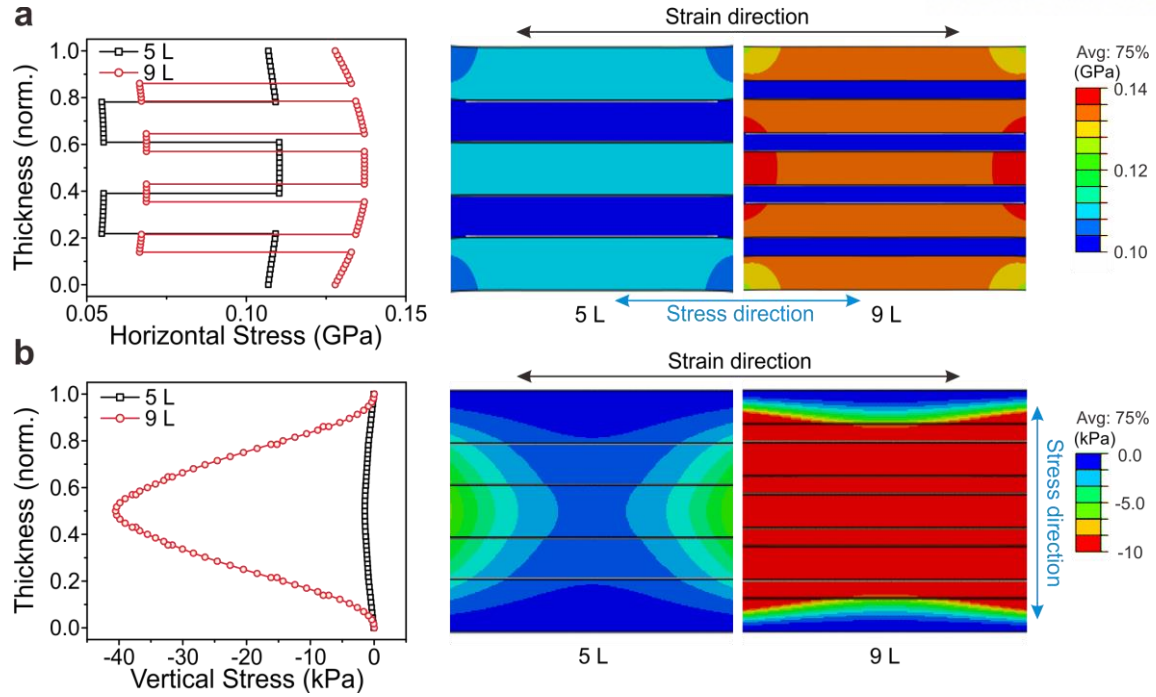 a
5 L
9 L
1.0
0.8
0.6
0.4
0.2
0.0
Thickness (norm.)
0.05
0.10
0.15
Horizontal Stress (GPa)
Strain direction
5 L
Stress direction
9 L
Avg: 75%
(GPa)
0.14
0.12
0.10
b
5 L
9 L
1.0
0.8
0.6
0.4
0.2
0.0
Thickness (norm.)
-40
-30
-20
-10
0
Vertical Stress (kPa)
Strain direction
5 L
9 L
Stress direction
Avg: 75%
(kPa)
0.0
-5.0
-10